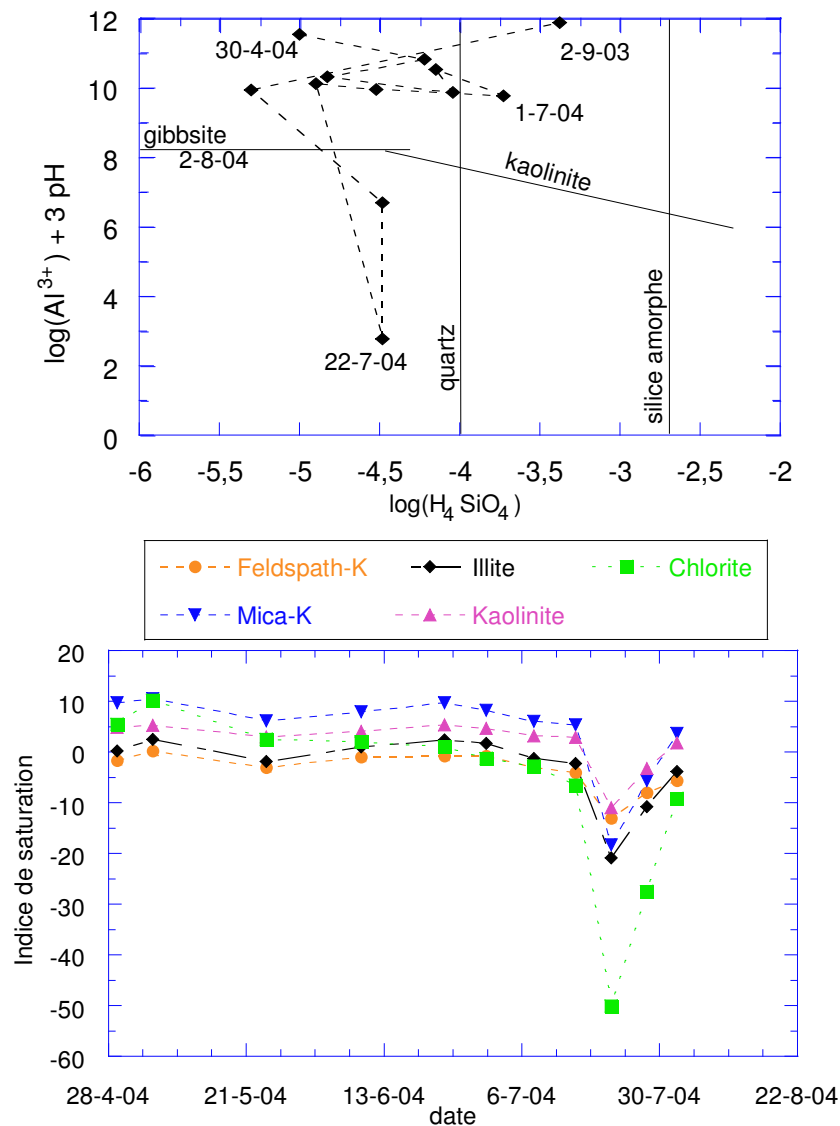 12
10
8
6
4
2
0
log(Al3+) + 3 pH
30-4-04
2-9-03
1-7-04
gibbsite
2-8-04
kaolinite
22-7-04
quartz
silice amorphe
-6 -5 -4,5 -4 -3,5 -3 -2,5 -2
log(H4SiO4)
Feldspath-K Illite Chlorite
Mica-K Kaolinite
20
10
0
-10
-20
-30
-40
-50
-60
Indice de saturation
28-4-04 21-5-04 13-6-04 6-7-04 30-7-04 22-8-04
date